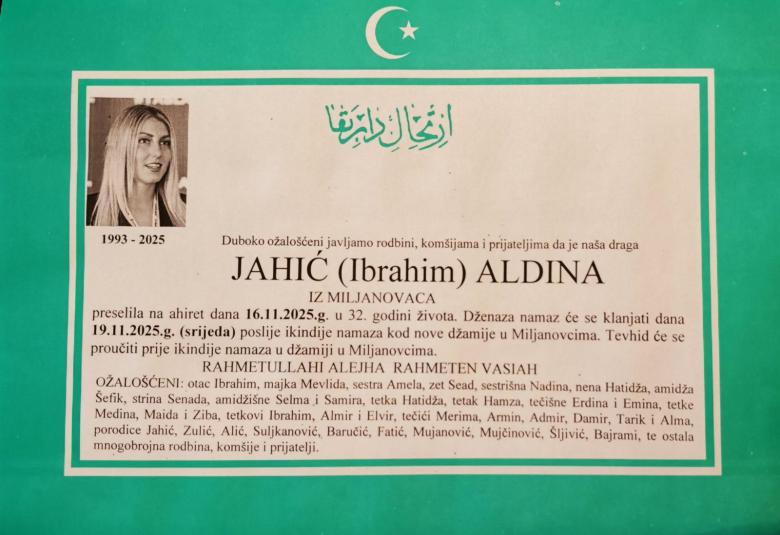 ارتحال دار بقا
1993 - 2025
Duboko ožalošćeni javljamo rodbini, komšijama i prijateljima da je naša draga
JAHIĆ (Ibrahim) ALDINA
IZ MILJANOVACA
preselila na ahiret dana 16.11.2025.g. u 32. godini života. Dženaza namaz će se klanjati dana
19.11.2025.g. (srijeda) poslije ikindije namaza kod nove džamije u Miljanovcima. Tevhid će se
proučiti prije ikindije namaza u džamiji u Miljanovcima.
RAHMETULLAHI ALEJHA RAHMETEN VASIAH
OŽALOŠĆENI: otac Ibrahim, majka Mevlida, sestra Amela, zet Sead, sestrišna Nadina, nena Hatidža, amidža
Šefik, strina Senada, amidžišne Selma i Samira, tetka Hatidža, tetak Hamza, tečišne Erdina i Emina, tetke
Medina, Maida i Ziba, tetkovi Ibrahim, Almir i Elvir, tečići Merima, Armin, Admir, Damir, Tarik i Alma,
porodice Jahić, Zulić, Alić, Suljkanović, Baručić, Fatić, Mujanović, Mujčinović, Šljivić, Bajrami, te ostala
mnogobrojna rodbina, komšije i prijatelji.